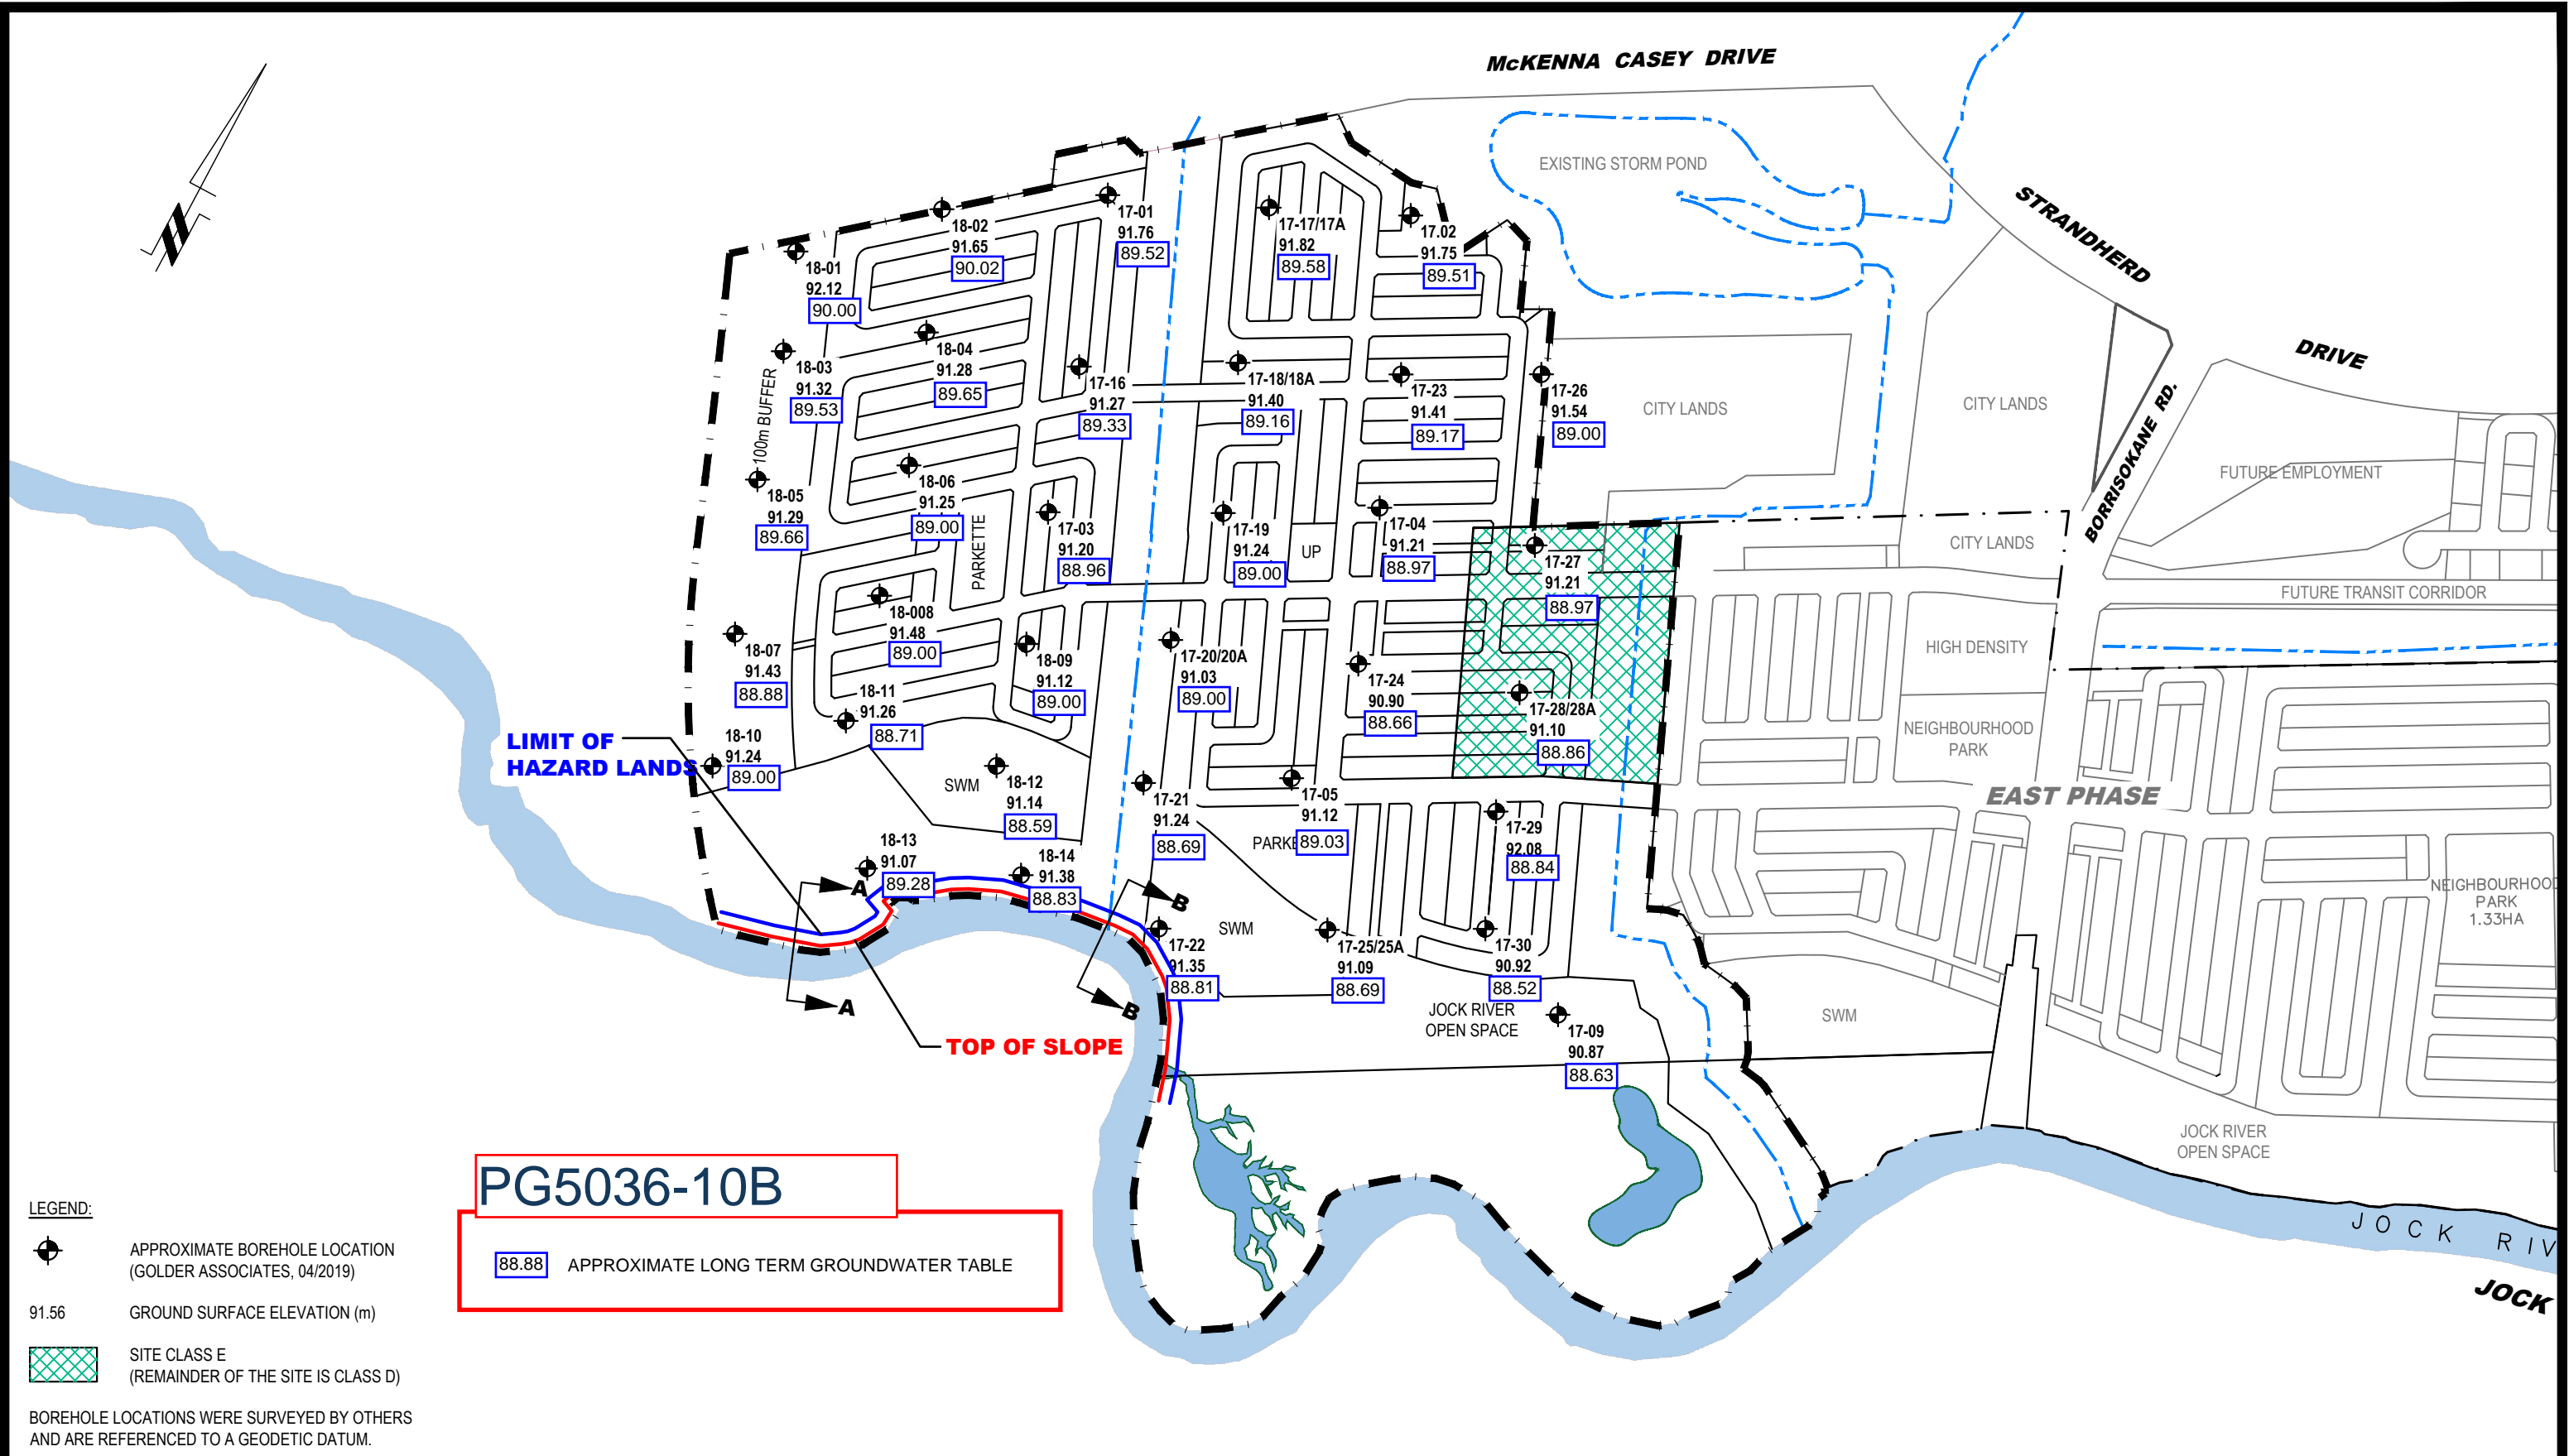 McKENNA CASEY DRIVE
EXISTING STORM POND
STRANDHERD
DRIVE
BORRISOKANE RD.
18-02
91.65
90.02
17-01
91.76
89.52
17-17/17A
91.82
89.58
17.02
91.75
89.51
18-01
92.12
90.00
18-03
91.32
89.53
100m BUFFER
18-04
91.28
89.65
17-16
91.27
89.33
17-18/18A
91.40
89.16
17-23
91.41
89.17
17-26
91.54
89.00
CITY LANDS
CITY LANDS
FUTURE EMPLOYMENT
18-05
91.29
89.66
18-06
91.25
89.00
PARKETTE
17-03
91.20
88.96
17-19
91.24
89.00
UP
17-04
91.21
88.97
17-27
91.21
88.97
CITY LANDS
FUTURE TRANSIT CORRIDOR
18-07
91.43
88.88
18-008
91.48
89.00
18-09
91.12
89.00
17-20/20A
91.03
89.00
17-24
90.90
88.66
17-28/28A
91.10
88.86
HIGH DENSITY
NEIGHBOURHOOD
PARK
EAST PHASE
18-11
91.26
88.71
18-10
91.24
89.00
LIMIT OF
HAZARD LANDS
SWM
18-12
91.14
88.59
17-21
91.24
88.69
17-05
91.12
89.03
PARKE
17-29
92.08
88.84
NEIGHBOURHOOD
PARK
1.33HA
18-13
91.07
89.28
18-14
91.38
88.83
A
A
B
B
17-22
91.35
88.81
SWM
17-25/25A
91.09
88.69
17-30
90.92
88.52
JOCK RIVER
OPEN SPACE
17-09
90.87
88.63
SWM
TOP OF SLOPE
JOCK RIVER
OPEN SPACE
JOCK RIV
JOCK
PG5036-10B
88.88 APPROXIMATE LONG TERM GROUNDWATER TABLE
LEGEND:
APPROXIMATE BOREHOLE LOCATION
(GOLDER ASSOCIATES, 04/2019)
91.56 GROUND SURFACE ELEVATION (m)
SITE CLASS E
(REMAINDER OF THE SITE IS CLASS D)
BOREHOLE LOCATIONS WERE SURVEYED BY OTHERS
AND ARE REFERENCED TO A GEODETIC DATUM.